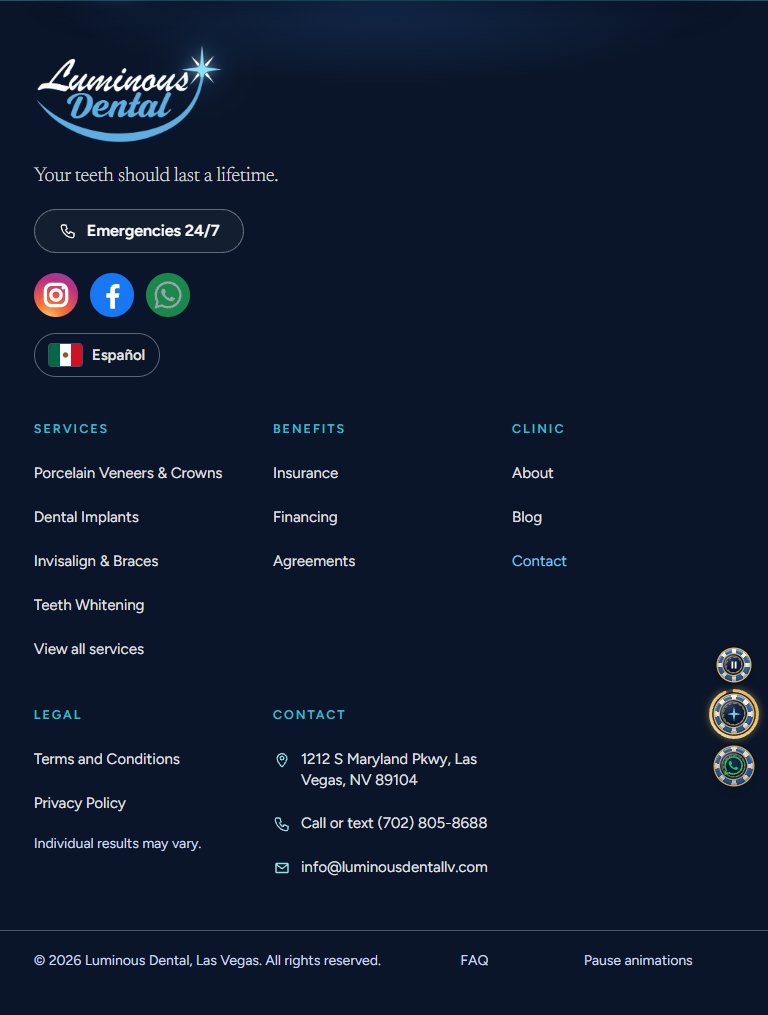 Luminous
Dental
Your teeth should last a lifetime.
Emergencies 24/7
Español
SERVICES
Porcelain Veneers & Crowns
Dental Implants
Invisalign & Braces
Teeth Whitening
View all services
BENEFITS
Insurance
Financing
Agreements
CLINIC
About
Blog
Contact
LEGAL
Terms and Conditions
Privacy Policy
Individual results may vary.
CONTACT
1212 S Maryland Pkwy, Las
Vegas, NV 89104
Call or text (702) 805-8688
info@luminousdentallv.com
© 2026 Luminous Dental, Las Vegas. All rights reserved.
FAQ
Pause animations